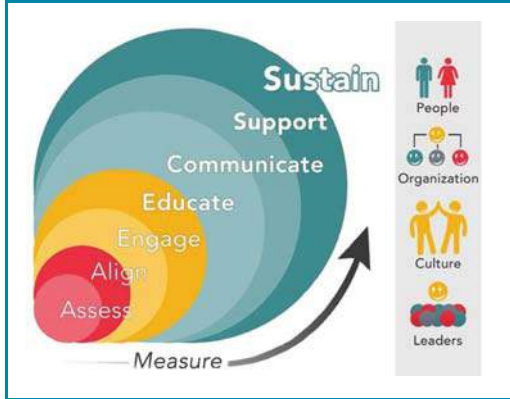 Sustain
Support
Communicate
Educate
Engage
Align
Assess
Measure
People
Organization
Culture
Leaders